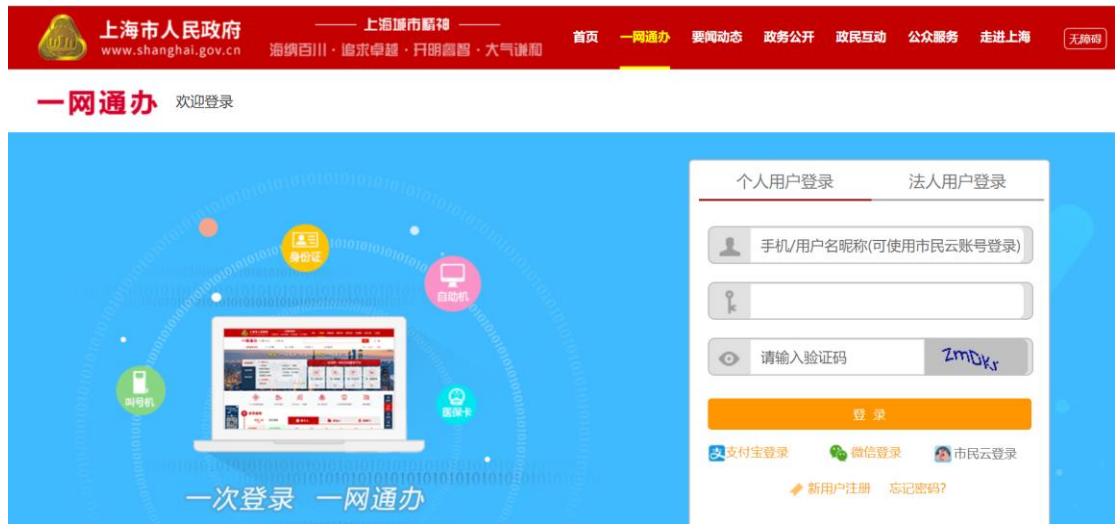 上海市人民政府
www.shanghai.gov.cn
上海城市精神
海纳百川·追求卓越·开明睿智·大气谦和
首页 一网通办 要闻动态 政务公开 政民互动 公众服务 走进上海 无障碍
一网通办 欢迎登录
身份证
自助机
叫号机
医保卡
一次登录 一网通办
个人用户登录 法人用户登录
手机/用户名昵称(可使用市民云账号登录)
请输入验证码
登 录
支付宝登录 微信登录 市民云登录
新用户注册 忘记密码?